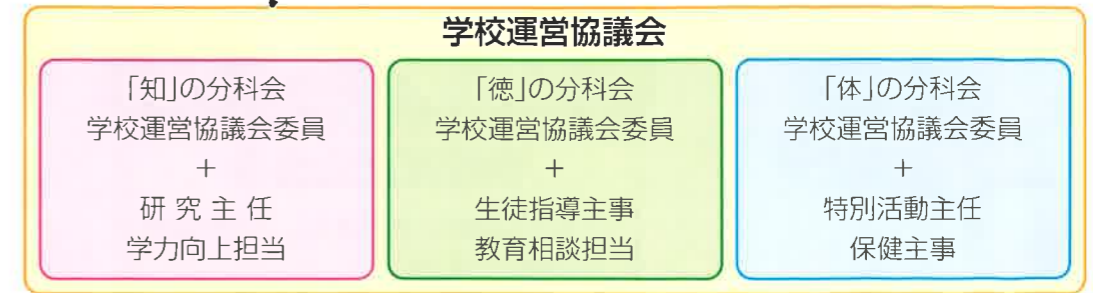 学校運営協議会
「知」の分科会
学校運営協議会委員
+
研究主任
学力向上担当
「徳」の分科会
学校運営協議会委員
+
生徒指導主事
教育相談担当
「体」の分科会
学校運営協議会委員
+
特別活動主任
保健主事